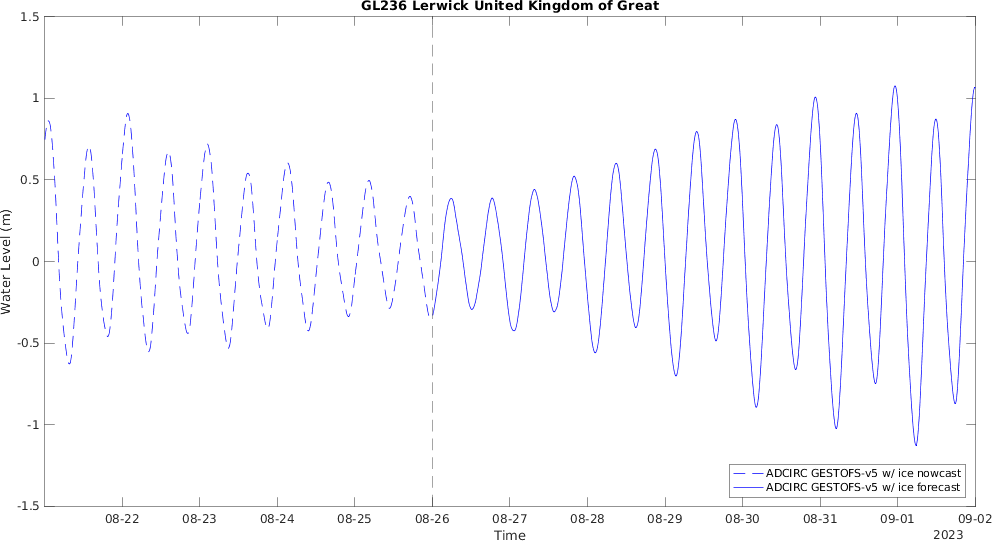 GL236 Lerwick United Kingdom of Great
1.5
1
0.5
0
-0.5
-1
-1.5
Water Level (m)
ADCIRC GESTOFS-v5 w/ ice nowcast
ADCIRC GESTOFS-v5 w/ ice forecast
08-22 08-23 08-24 08-25 08-26 08-27 08-28 08-29 08-30 08-31 09-01 09-02
Time
2023